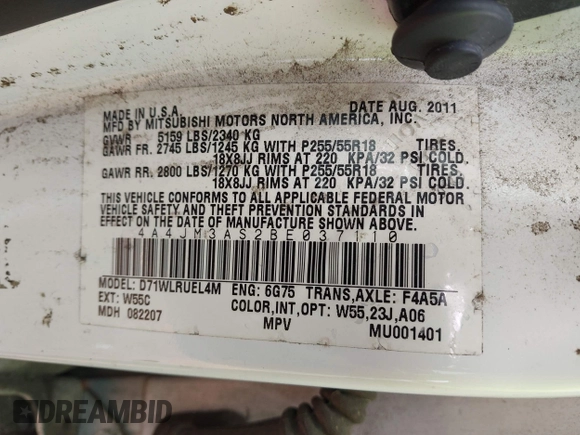 MADE IN U.S.A. DATE AUG. 2011
MFD BY MITSUBISHI MOTORS NORTH AMERICA, INC.
GVWR 5159 LBS/2340 KG
GAWR FR. 2745 LBS/1245 KG WITH P255/55R18 TIRES,
18X8JJ RIMS AT 220 KPA/32 PSI COLD.
GAWR RR. 2800 LBS/1270 KG WITH P255/55R18 TIRES,
18X8JJ RIMS AT 220 KPA/32 PSI COLD.
THIS VEHICLE CONFORMS TO ALL APPLICABLE FEDERAL MOTOR
VEHICLE SAFETY AND THEFT PREVENTION STANDARDS IN
EFFECT ON THE DATE OF MANUFACTURE SHOWN ABOVE.
4A4JM3AS2BE037110
MODEL: D71WLRUEL4M ENG: 6G75 TRANS,AXLE: F4A5A
EXT: W55C COLOR,INT,OPT: W55,23J,A06
MDH 082207 MPV MU001401
DREAMBID